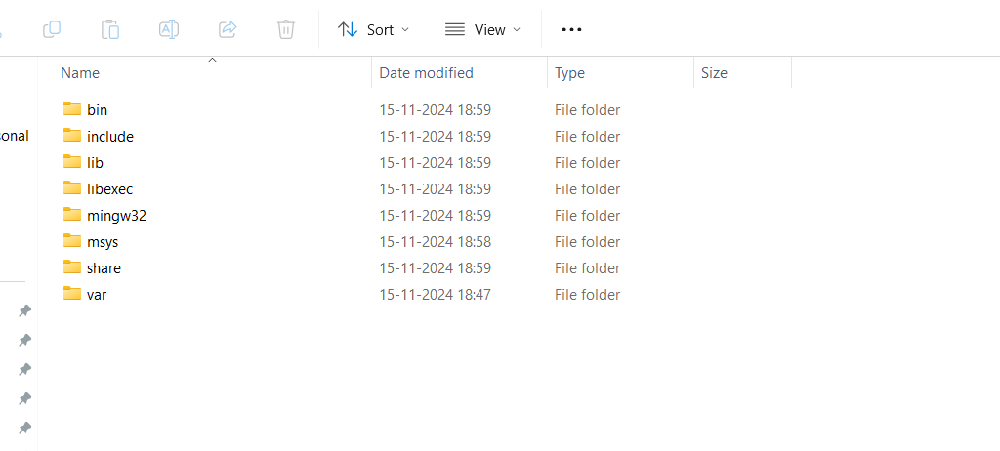 Sort View
Name Date modified Type Size
bin 15-11-2024 18:59 File folder
onal include 15-11-2024 18:59 File folder
lib 15-11-2024 18:59 File folder
libexec 15-11-2024 18:59 File folder
mingw32 15-11-2024 18:59 File folder
msys 15-11-2024 18:58 File folder
share 15-11-2024 18:59 File folder
var 15-11-2024 18:47 File folder